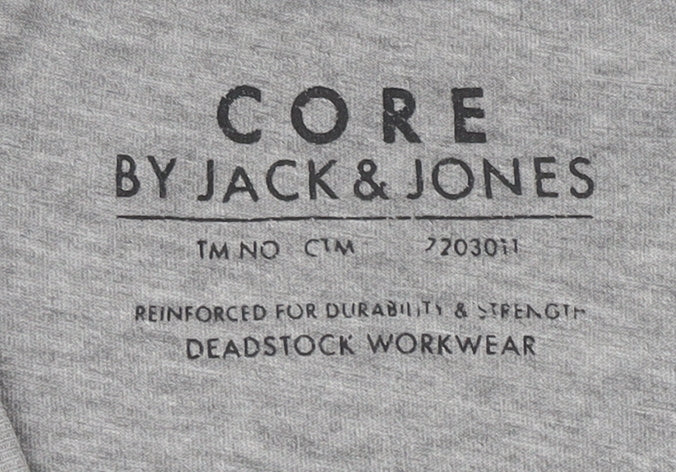 CORE
BY JACK & JONES
TM NO CTM 2203011
REINFORCED FOR DURABILITY & STRENGTH
DEADSTOCK WORKWEAR